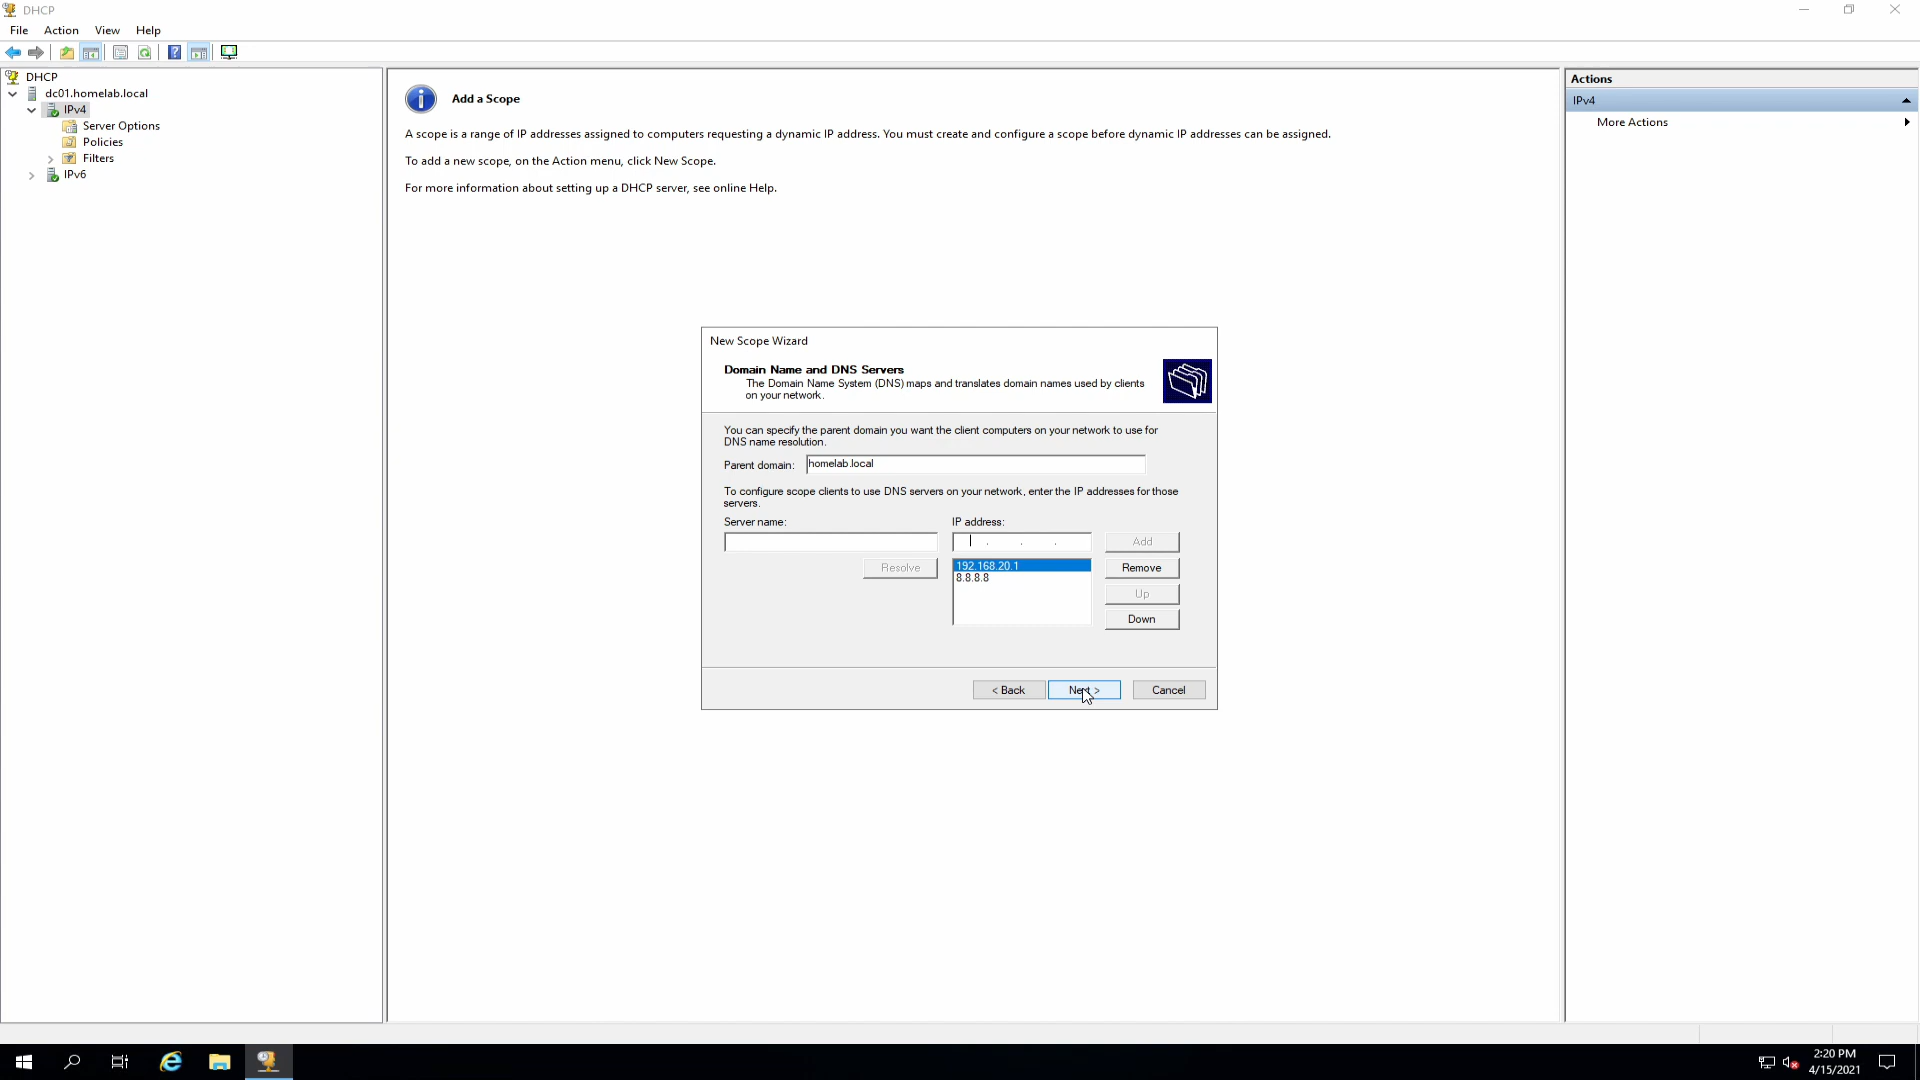 DHCP
File Action View Help
DHCP
dc01.homelab.local
IPv4
Server Options
Policies
Filters
IPv6
Add a Scope
A scope is a range of IP addresses assigned to computers requesting a dynamic IP address. You must create and configure a scope before dynamic IP addresses can be assigned.
To add a new scope, on the Action menu, click New Scope.
For more information about setting up a DHCP server, see online Help.
Actions
IPv4
More Actions
New Scope Wizard
Domain Name and DNS Servers
The Domain Name System (DNS) maps and translates domain names used by clients
on your network.
You can specify the parent domain you want the client computers on your network to use for
DNS name resolution.
Parent domain: homelab.local
To configure scope clients to use DNS servers on your network, enter the IP addresses for those
servers.
Server name: IP address:
. . . Add
Resolve 192.168.20.1 Remove
8.8.8.8
Up
Down
< Back Next > Cancel
2:20 PM
4/15/2021